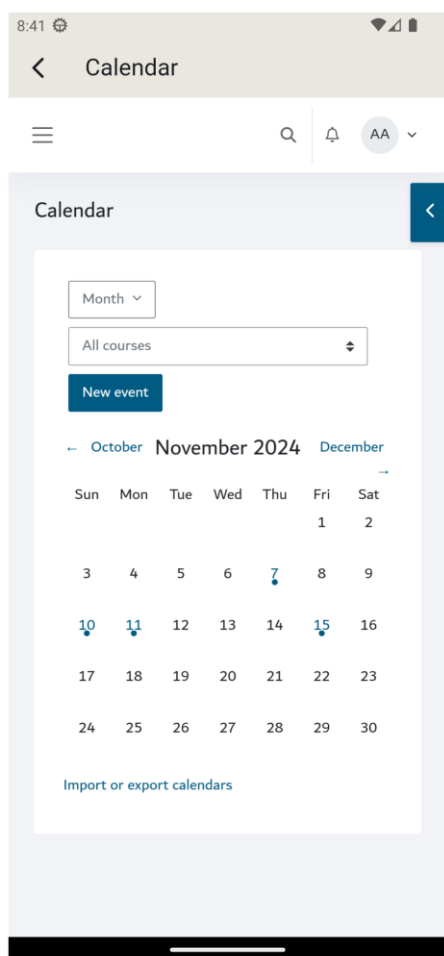 8:41
Calendar
AA
Calendar
Month
All courses
New event
← October November 2024 December →
Sun Mon Tue Wed Thu Fri Sat
1 2
3 4 5 6 7 8 9
10 11 12 13 14 15 16
17 18 19 20 21 22 23
24 25 26 27 28 29 30
Import or export calendars